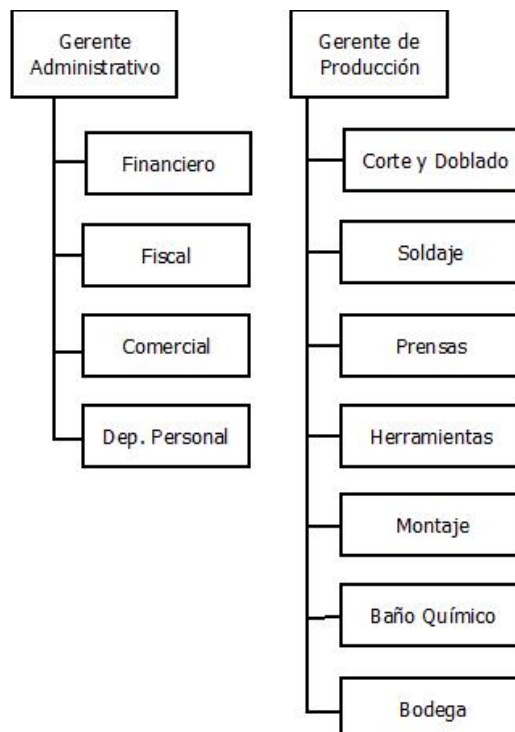 Gerente
Administrativo
Financiero
Fiscal
Comercial
Dep. Personal
Gerente de
Producción
Corte y Doblado
Soldaje
Prensas
Herramientas
Montaje
Baño Químico
Bodega